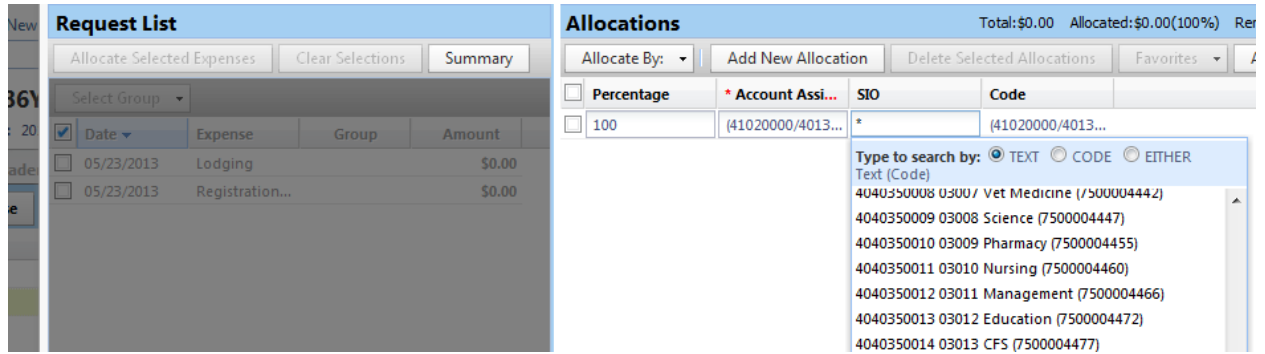 New
Request List
Allocate Selected Expenses Clear Selections Summary
Select Group
Date Expense Group Amount
05/23/2013 Lodging $0.00
05/23/2013 Registration... $0.00
Allocations Total:$0.00 Allocated:$0.00(100%)
Allocate By: Add New Allocation Delete Selected Allocations Favorites
Percentage * Account Assi... SIO Code
100 (41020000/4013... * (41020000/4013...
Type to search by: TEXT CODE EITHER
Text (Code)
4040350008 03007 Vet Medicine (7500004442)
4040350009 03008 Science (7500004447)
4040350010 03009 Pharmacy (7500004455)
4040350011 03010 Nursing (7500004460)
4040350012 03011 Management (7500004466)
4040350013 03012 Education (7500004472)
4040350014 03013 CFS (7500004477)